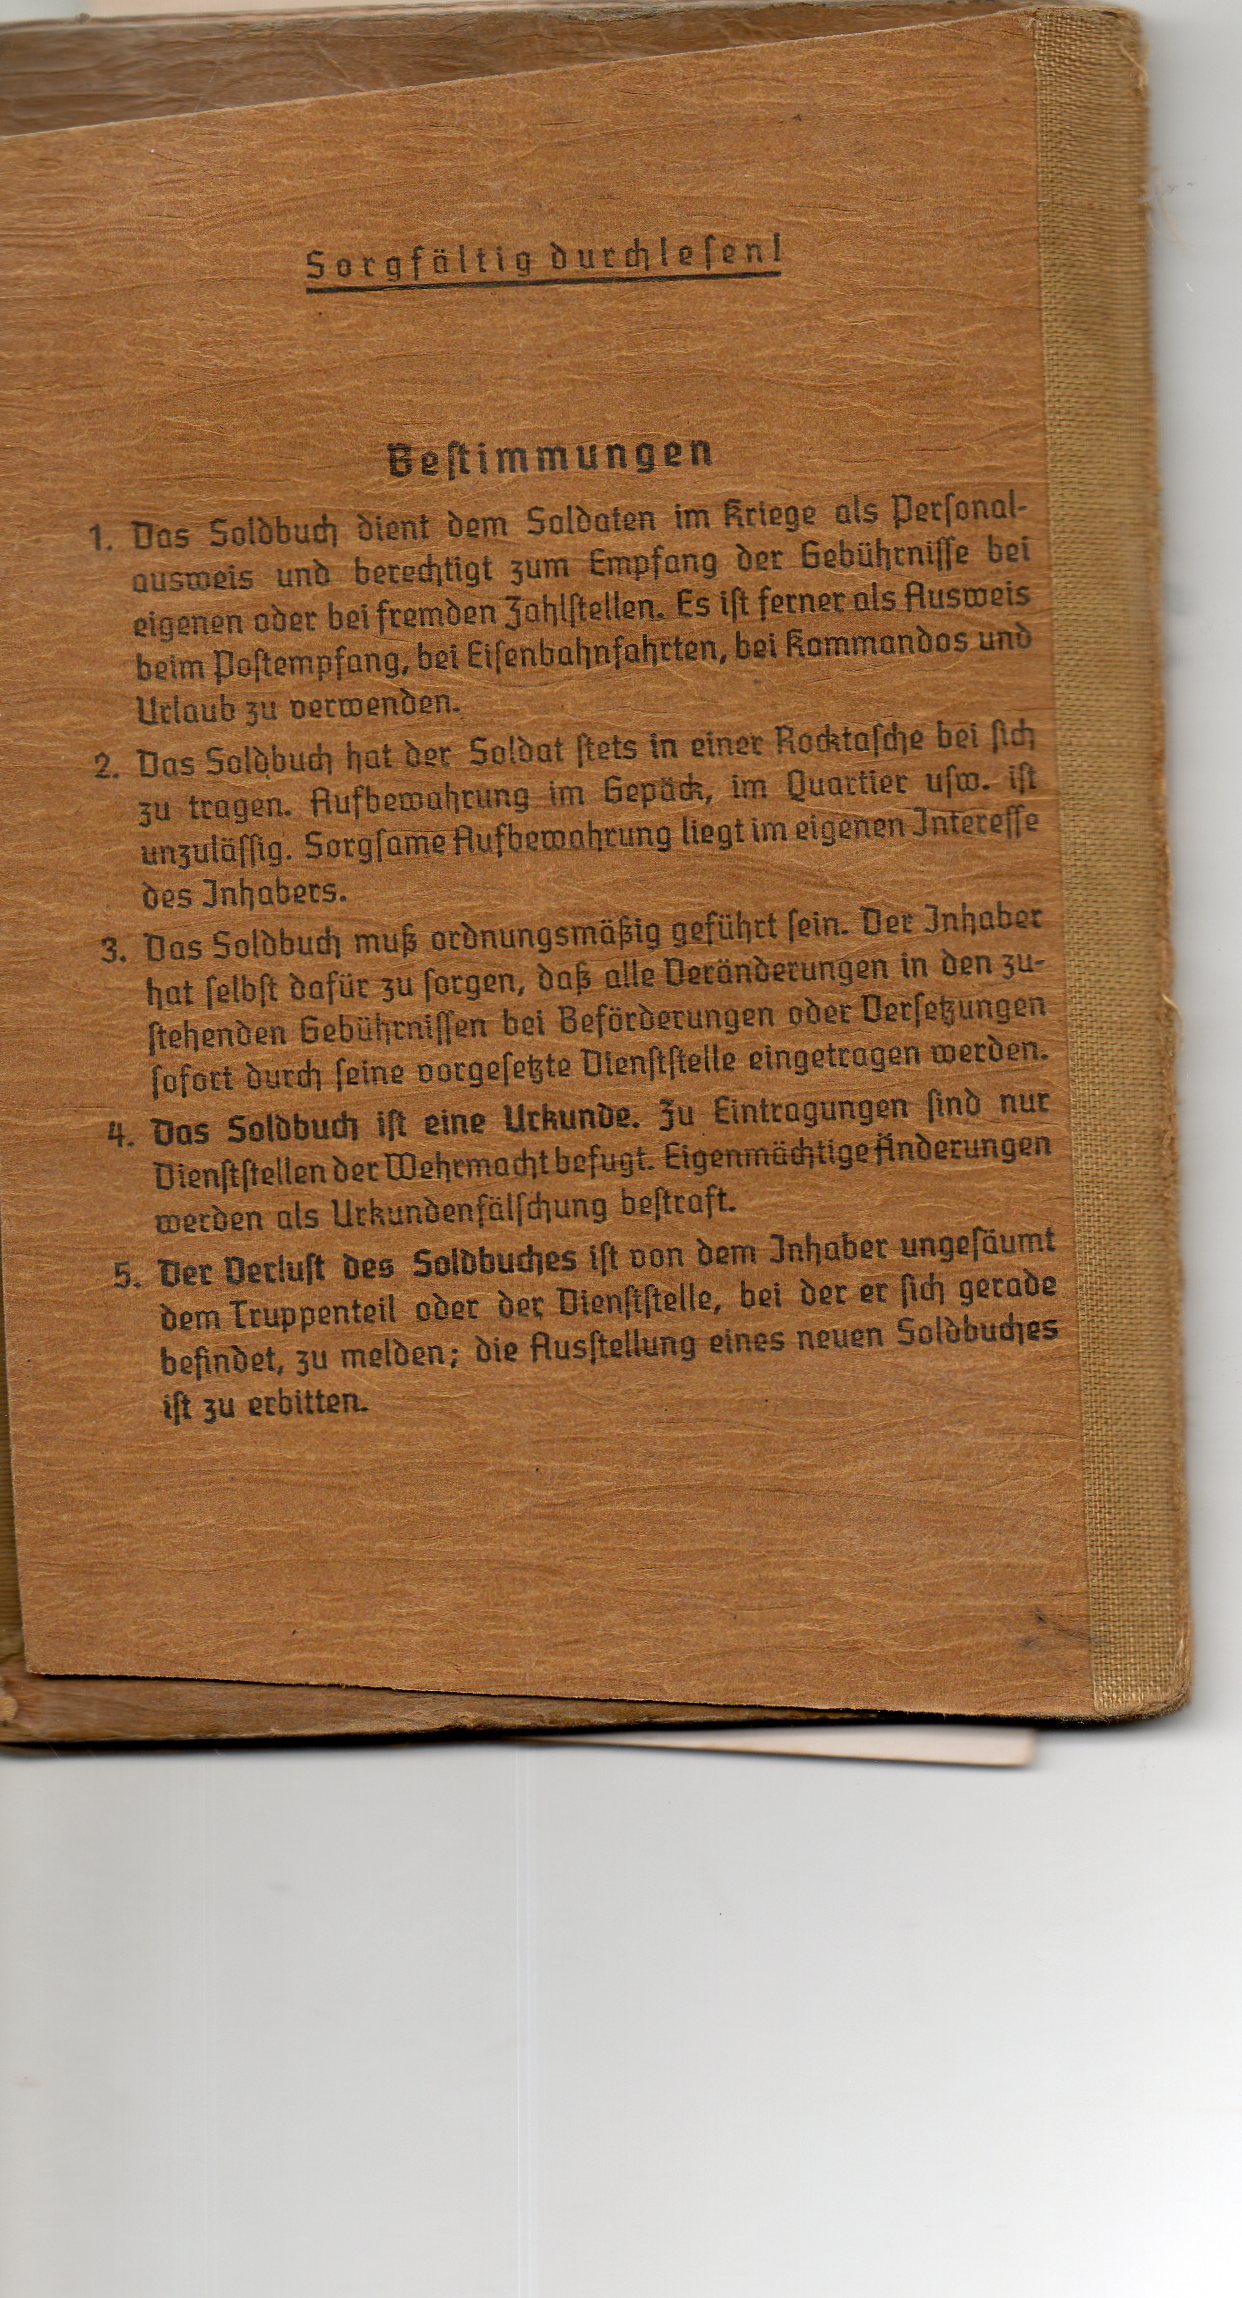 Sorgfältig durchleſen!
Beſtimmungen
1. Das Soldbuch dient dem Soldaten im Kriege als Perſonal-
ausweis und berechtigt zum Empfang der Gebührniſſe bei
eigenen oder bei fremden Zahlſtellen. Es iſt ferner als Ausweis
beim Poſtempfang, bei Eiſenbahnfahrten, bei Kommandos und
Urlaub zu verwenden.
2. Das Soldbuch hat der Soldat ſtets in einer Rocktaſche bei ſich
zu tragen. Aufbewahrung im Gepäck, im Quartier uſw. iſt
unzuläſſig. Sorgſame Aufbewahrung liegt im eigenen Intereſſe
des Inhabers.
3. Das Soldbuch muß ordnungsmäßig geführt ſein. Der Inhaber
hat ſelbſt dafür zu ſorgen, daß alle Veränderungen in den zu-
ſtehenden Gebührniſſen bei Beförderungen oder Verſetzungen
ſofort durch ſeine vorgeſetzte Dienſtſtelle eingetragen werden.
4. Das Soldbuch iſt eine Urkunde. Zu Eintragungen ſind nur
Dienſtſtellen der Wehrmacht befugt. Eigenmächtige Änderungen
werden als Urkundenfälſchung beſtraft.
5. Der Verluſt des Soldbuches iſt von dem Inhaber ungeſäumt
dem Truppenteil oder der Dienſtſtelle, bei der er ſich gerade
befindet, zu melden; die Ausſtellung eines neuen Soldbuches
iſt zu erbitten.